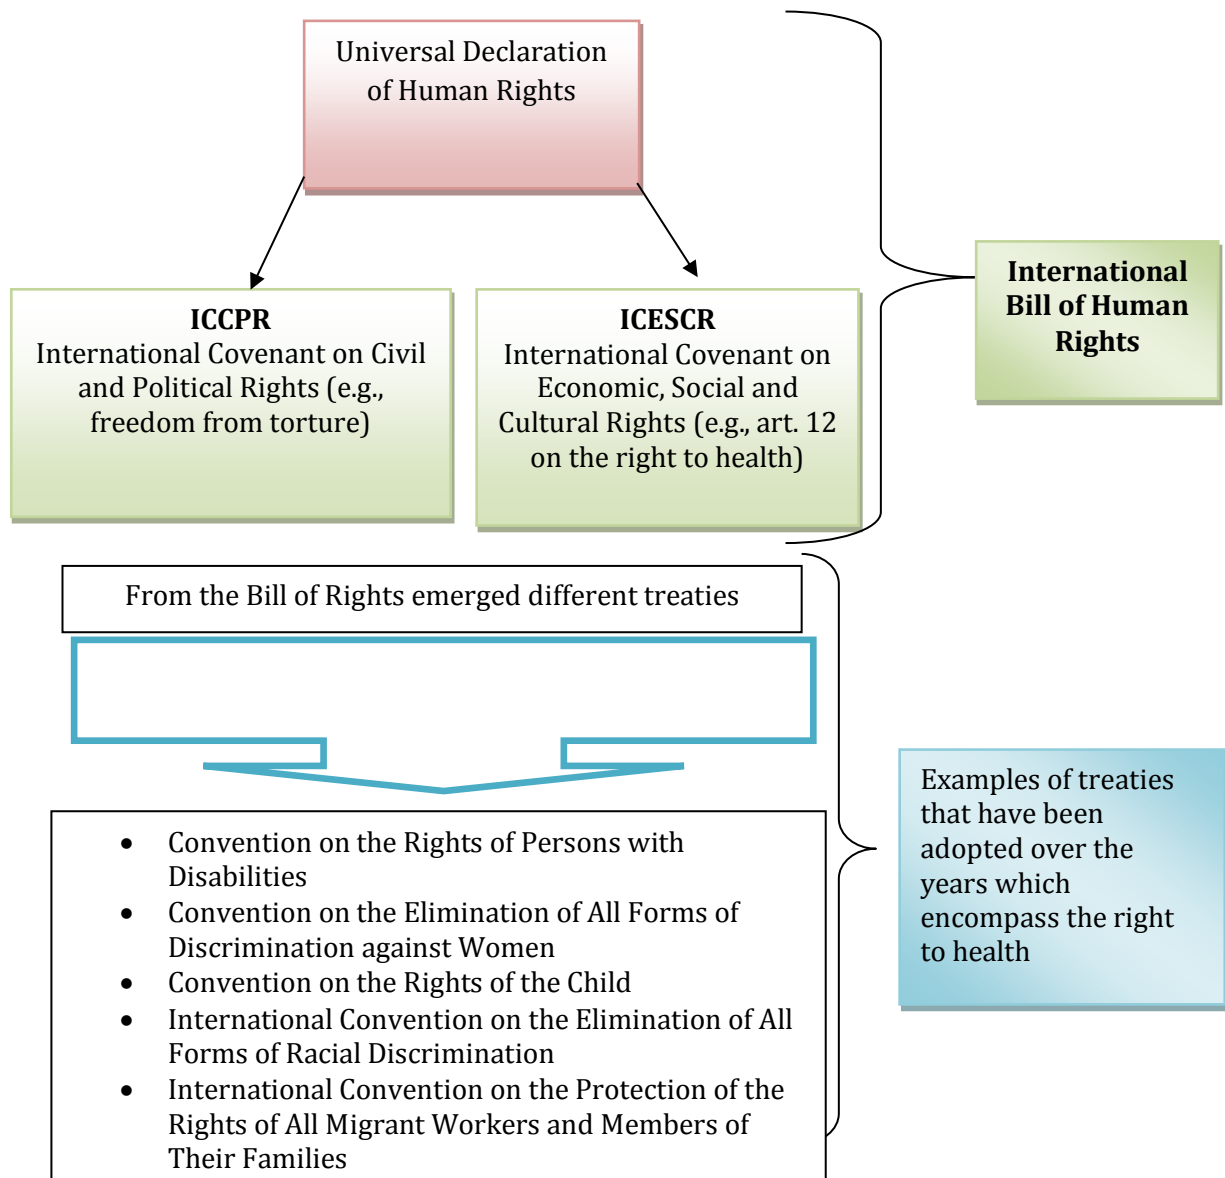 Universal Declaration
of Human Rights
ICCPR
International Covenant on Civil
and Political Rights (e.g.,
freedom from torture)
ICESCR
International Covenant on
Economic, Social and
Cultural Rights (e.g., art. 12
on the right to health)
International
Bill of Human
Rights
From the Bill of Rights emerged different treaties
• Convention on the Rights of Persons with
Disabilities
• Convention on the Elimination of All Forms of
Discrimination against Women
• Convention on the Rights of the Child
• International Convention on the Elimination of All
Forms of Racial Discrimination
• International Convention on the Protection of the
Rights of All Migrant Workers and Members of
Their Families
Examples of treaties
that have been
adopted over the
years which
encompass the right
to health